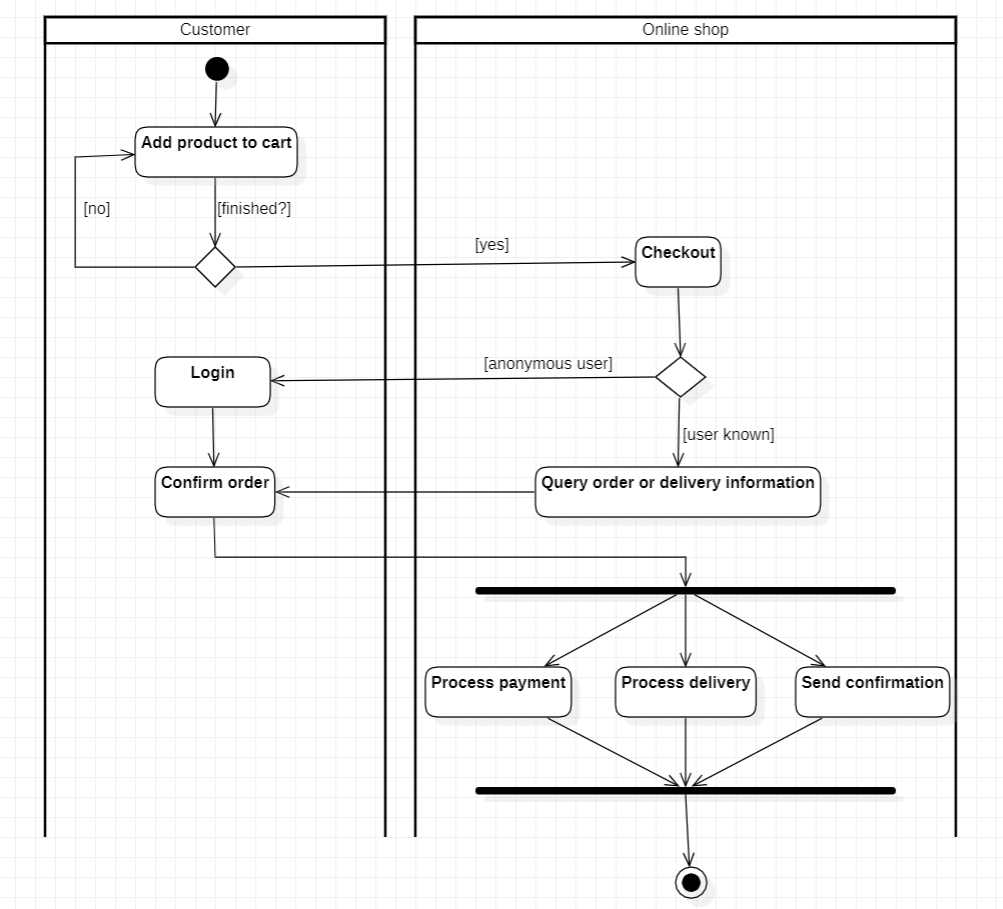 Customer
Online shop
Add product to cart
[no]
[finished?]
[yes]
Checkout
[anonymous user]
Login
[user known]
Confirm order
Query order or delivery information
Process payment
Process delivery
Send confirmation